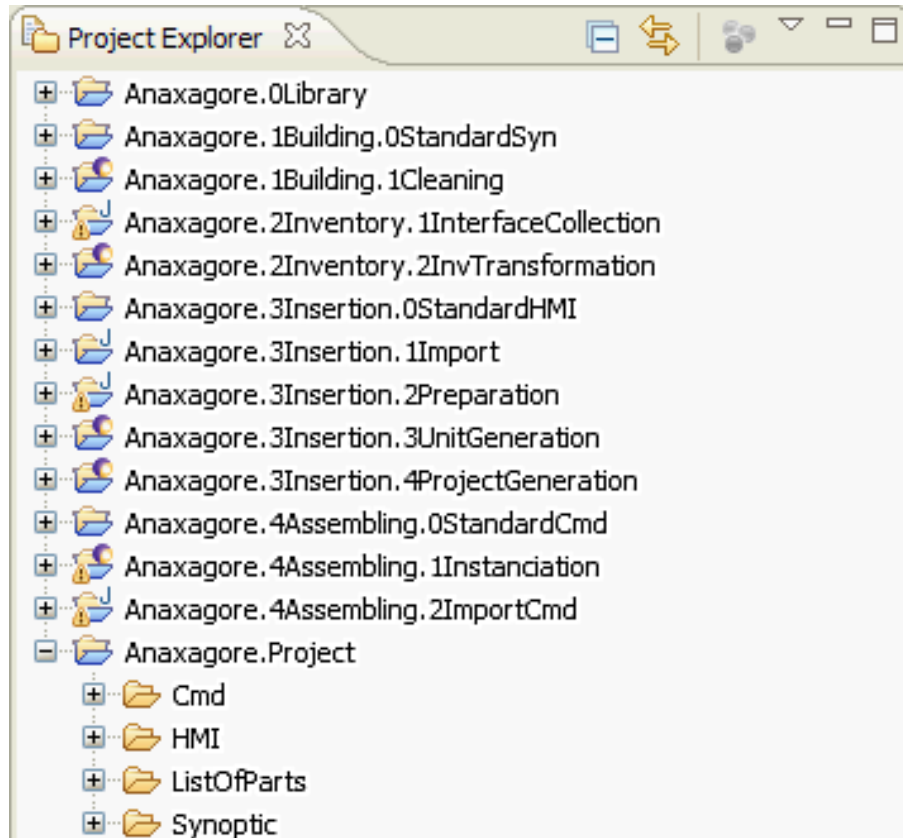 Project Explorer
Anaxagore.0Library
Anaxagore.1Building.0StandardSyn
Anaxagore.1Building.1Cleaning
Anaxagore.2Inventory.1InterfaceCollection
Anaxagore.2Inventory.2InvTransformation
Anaxagore.3Insertion.0StandardHMI
Anaxagore.3Insertion.1Import
Anaxagore.3Insertion.2Preparation
Anaxagore.3Insertion.3UnitGeneration
Anaxagore.3Insertion.4ProjectGeneration
Anaxagore.4Assembling.0StandardCmd
Anaxagore.4Assembling.1Instanciation
Anaxagore.4Assembling.2ImportCmd
Anaxagore.Project
Cmd
HMI
ListOfParts
Synoptic